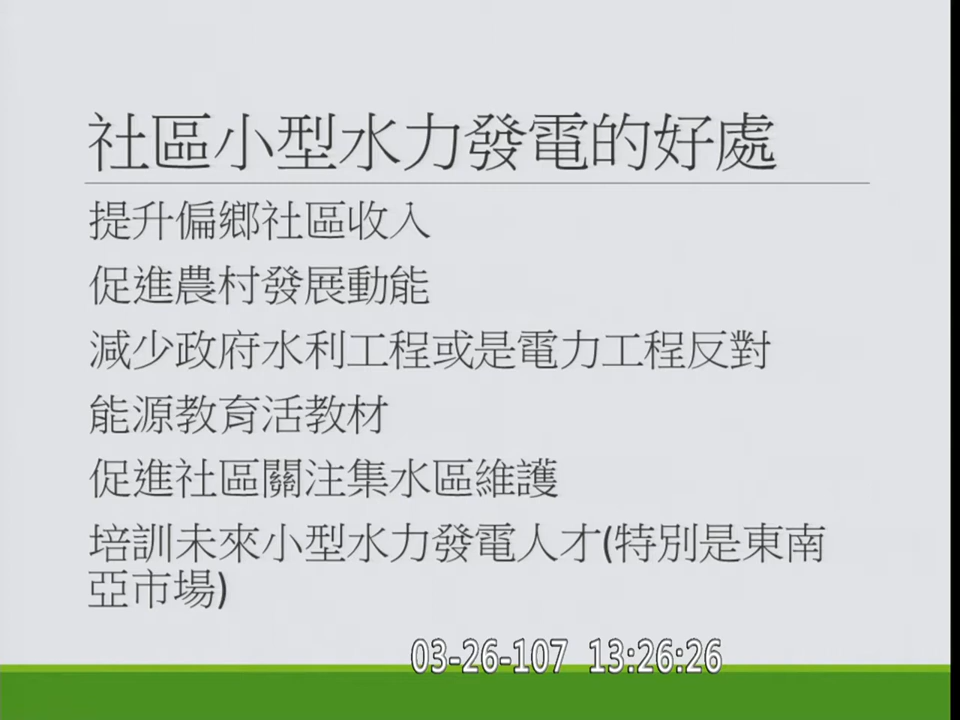 社區小型水力發電的好處
提升偏鄉社區收入
促進農村發展動能
減少政府水利工程或是電力工程反對
能源教育活教材
促進社區關注集水區維護
培訓未來小型水力發電人才(特別是東南
亞市場)
03-26-107 13:26:26